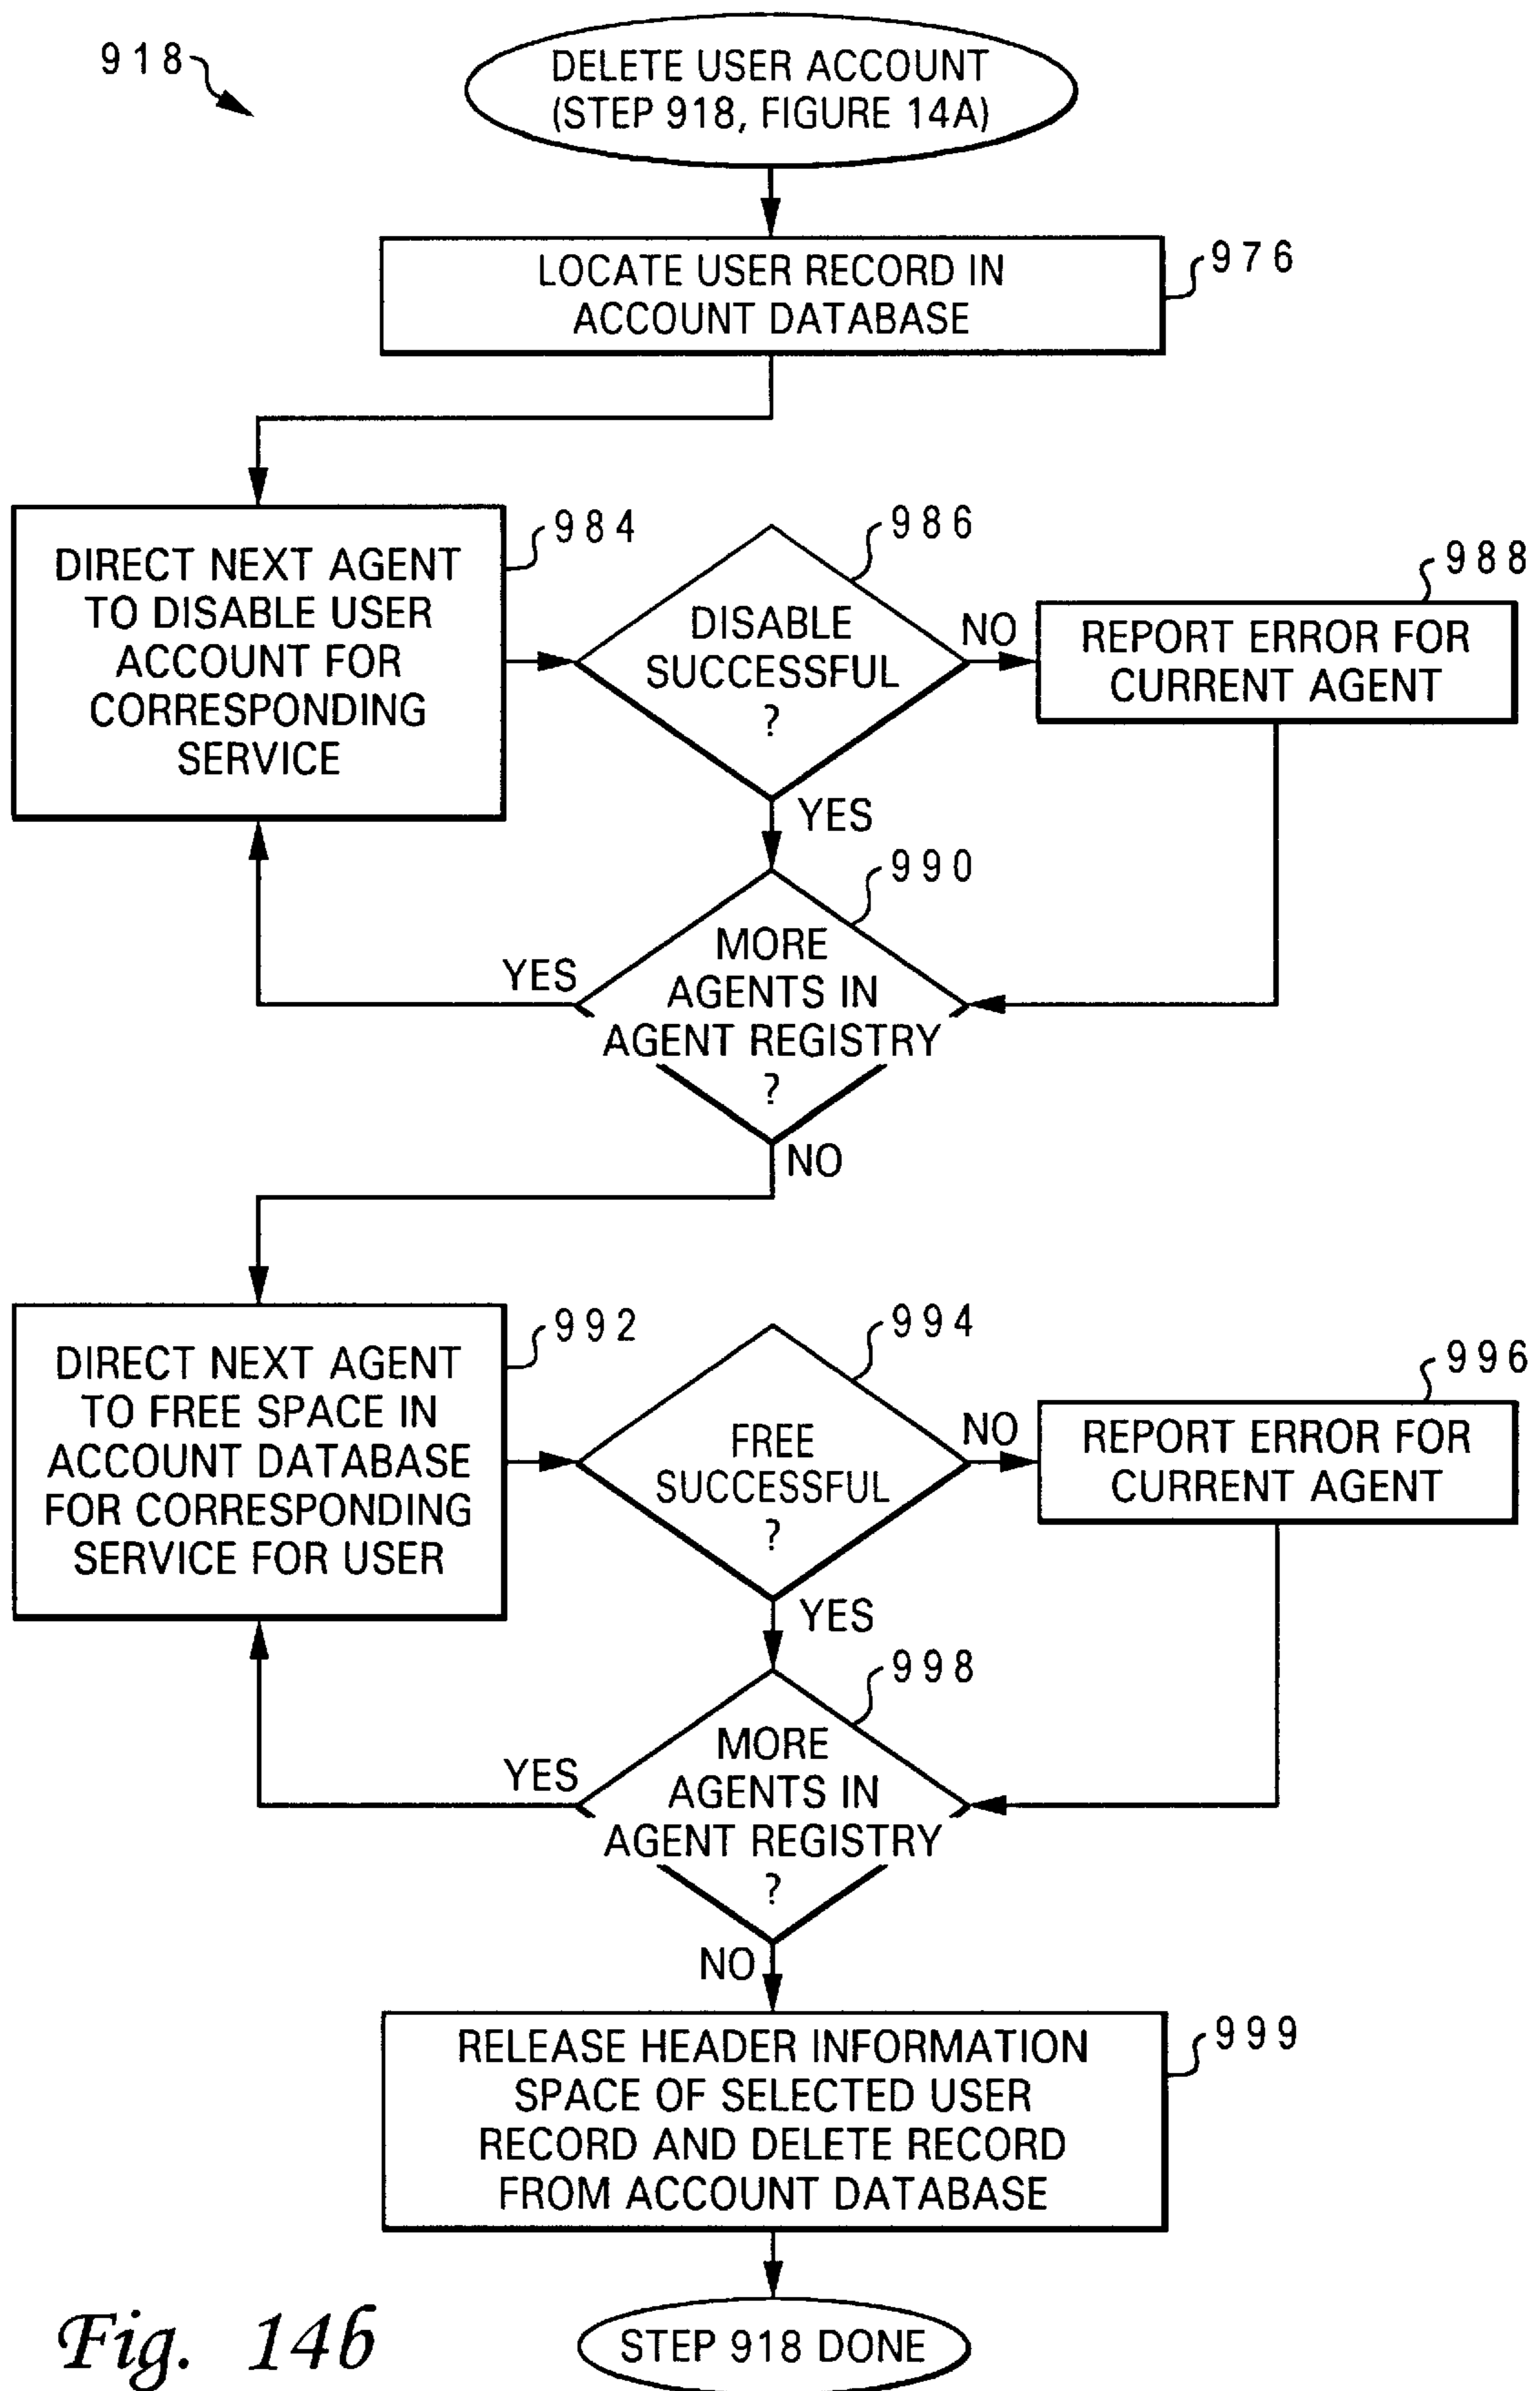 918
DELETE USER ACCOUNT
(STEP 918, FIGURE 14A)
LOCATE USER RECORD IN
ACCOUNT DATABASE
976
DIRECT NEXT AGENT
TO DISABLE USER
ACCOUNT FOR
CORRESPONDING
SERVICE
984
DISABLE
SUCCESSFUL
?
986
NO
REPORT ERROR FOR
CURRENT AGENT
988
YES
MORE
AGENTS IN
AGENT REGISTRY
?
990
YES
NO
DIRECT NEXT AGENT
TO FREE SPACE IN
ACCOUNT DATABASE
FOR CORRESPONDING
SERVICE FOR USER
992
FREE
SUCCESSFUL
?
994
NO
REPORT ERROR FOR
CURRENT AGENT
996
YES
MORE
AGENTS IN
AGENT REGISTRY
?
998
YES
NO
RELEASE HEADER INFORMATION
SPACE OF SELECTED USER
RECORD AND DELETE RECORD
FROM ACCOUNT DATABASE
999
STEP 918 DONE
Fig. 14b